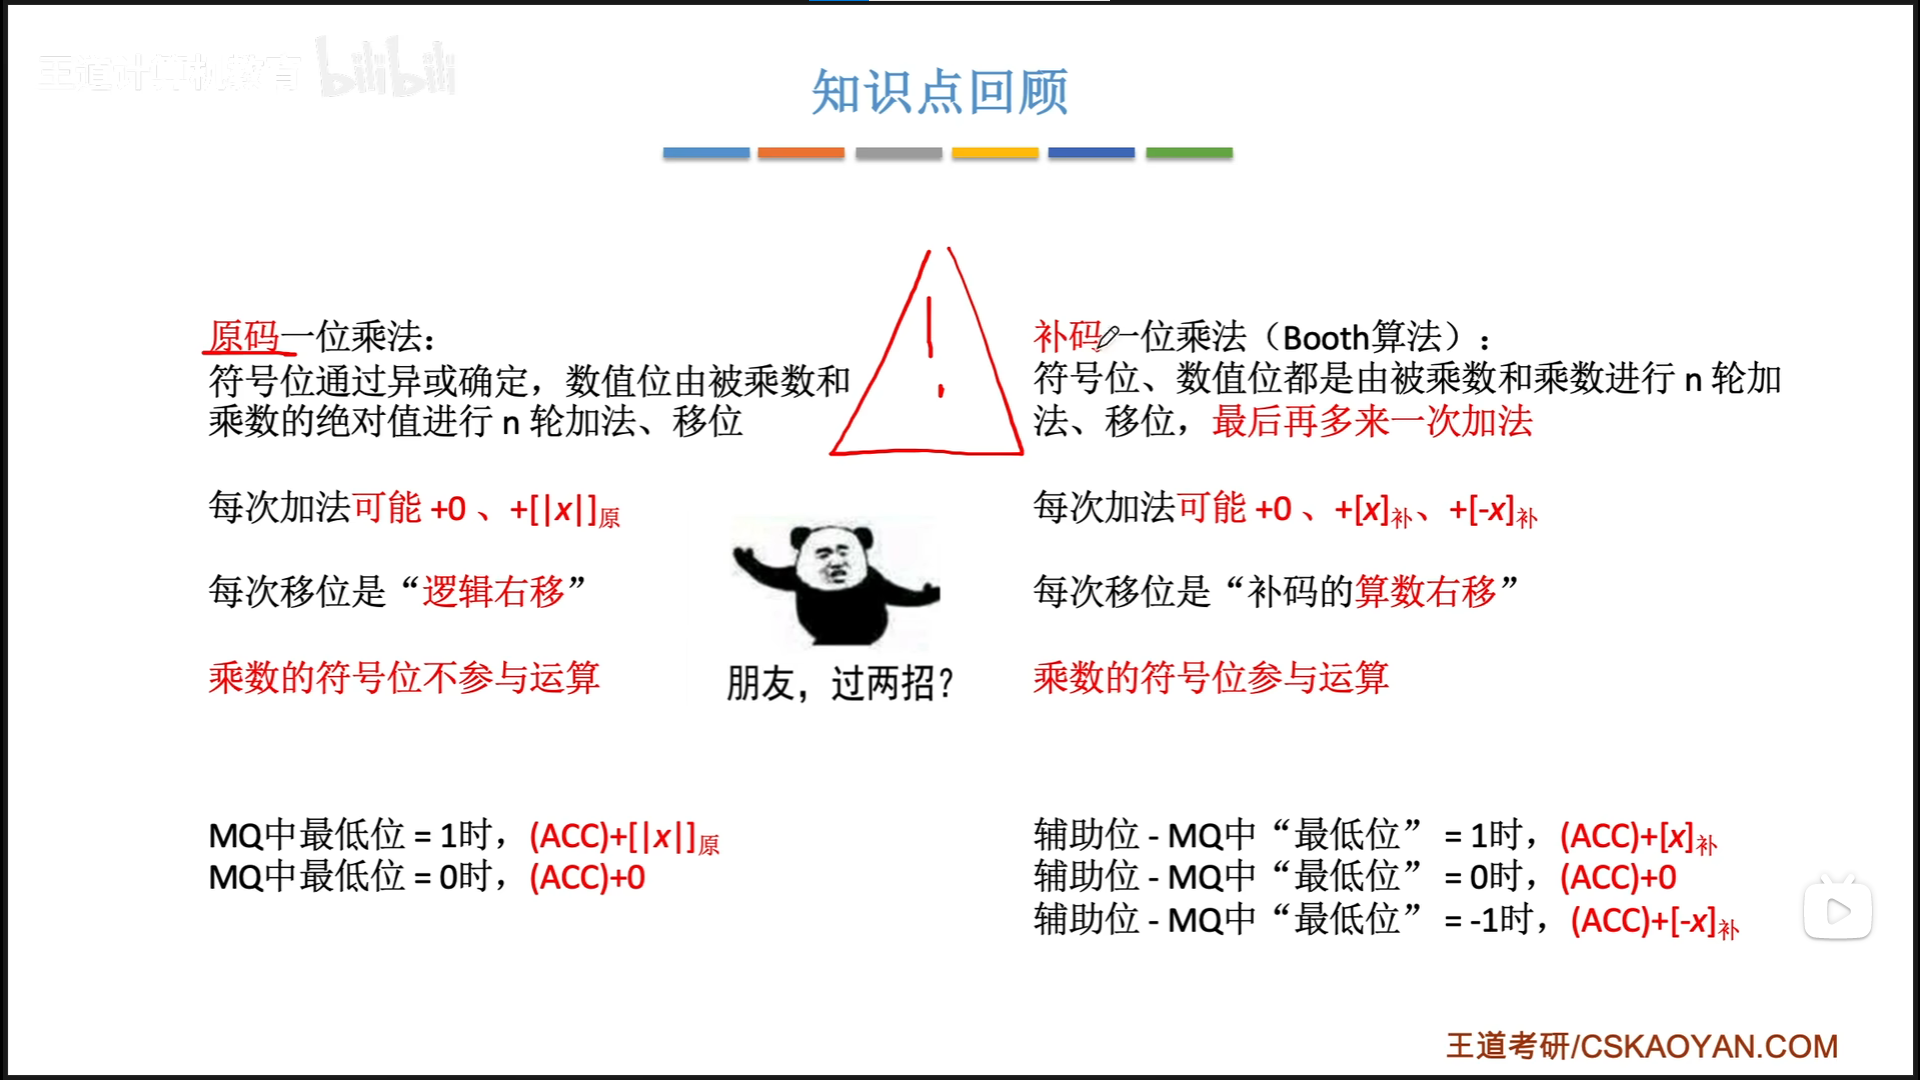 王道计算机教育 bilibili
知识点回顾
原码一位乘法：
符号位通过异或确定，数值位由被乘数和
乘数的绝对值进行 n 轮加法、移位
每次加法可能 +0 、+[|x|]原
每次移位是“逻辑右移”
乘数的符号位不参与运算
MQ中最低位 = 1时，(ACC)+[|x|]原
MQ中最低位 = 0时，(ACC)+0
朋友，过两招？
补码一位乘法（Booth算法）：
符号位、数值位都是由被乘数和乘数进行 n 轮加
法、移位，最后再多来一次加法
每次加法可能 +0 、+[x]补、+[-x]补
每次移位是“补码的算数右移”
乘数的符号位参与运算
辅助位 - MQ中“最低位” = 1时，(ACC)+[x]补
辅助位 - MQ中“最低位” = 0时，(ACC)+0
辅助位 - MQ中“最低位” = -1时，(ACC)+[-x]补
王道考研/CSKAOYAN.COM